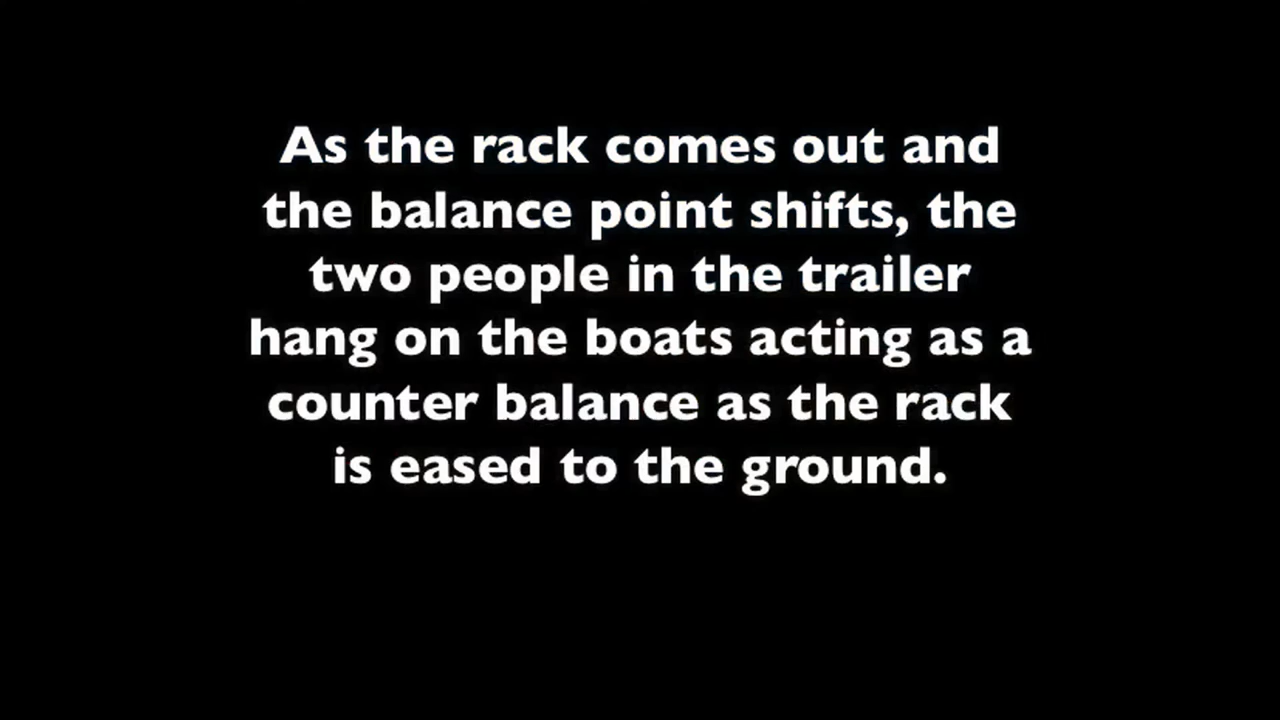 As the rack comes out and
the balance point shifts, the
two people in the trailer
hang on the boats acting as a
counter balance as the rack
is eased to the ground.